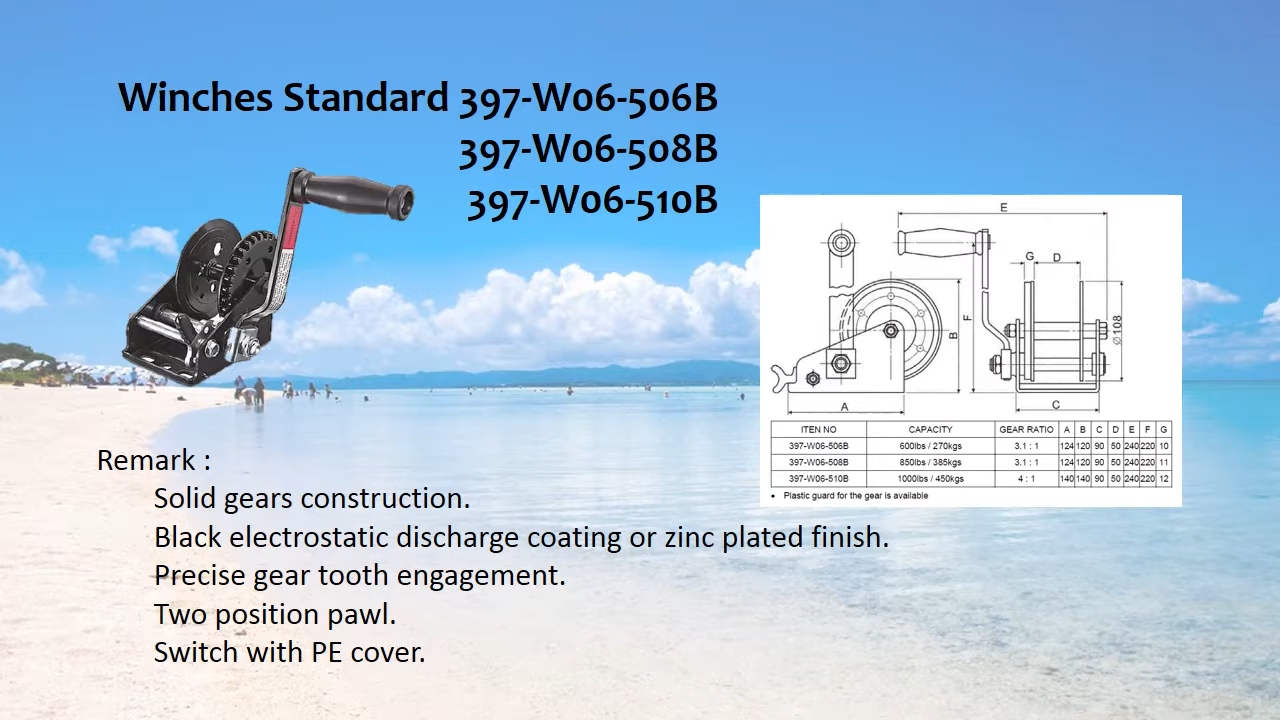 Winches Standard 397-W06-506B
397-W06-508B
397-W06-510B
E
G D
F
B
Ø108
A
C
ITEN NO CAPACITY GEAR RATIO A B C D E F G
397-W06-506B 600lbs / 270kgs 3.1 : 1 124 120 90 50 240 220 10
397-W06-508B 850lbs / 385kgs 3.1 : 1 124 120 90 50 240 220 11
397-W06-510B 1000lbs / 450kgs 4 : 1 140 140 90 50 240 220 12
• Plastic guard for the gear is available
Remark :
Solid gears construction.
Black electrostatic discharge coating or zinc plated finish.
Precise gear tooth engagement.
Two position pawl.
Switch with PE cover.